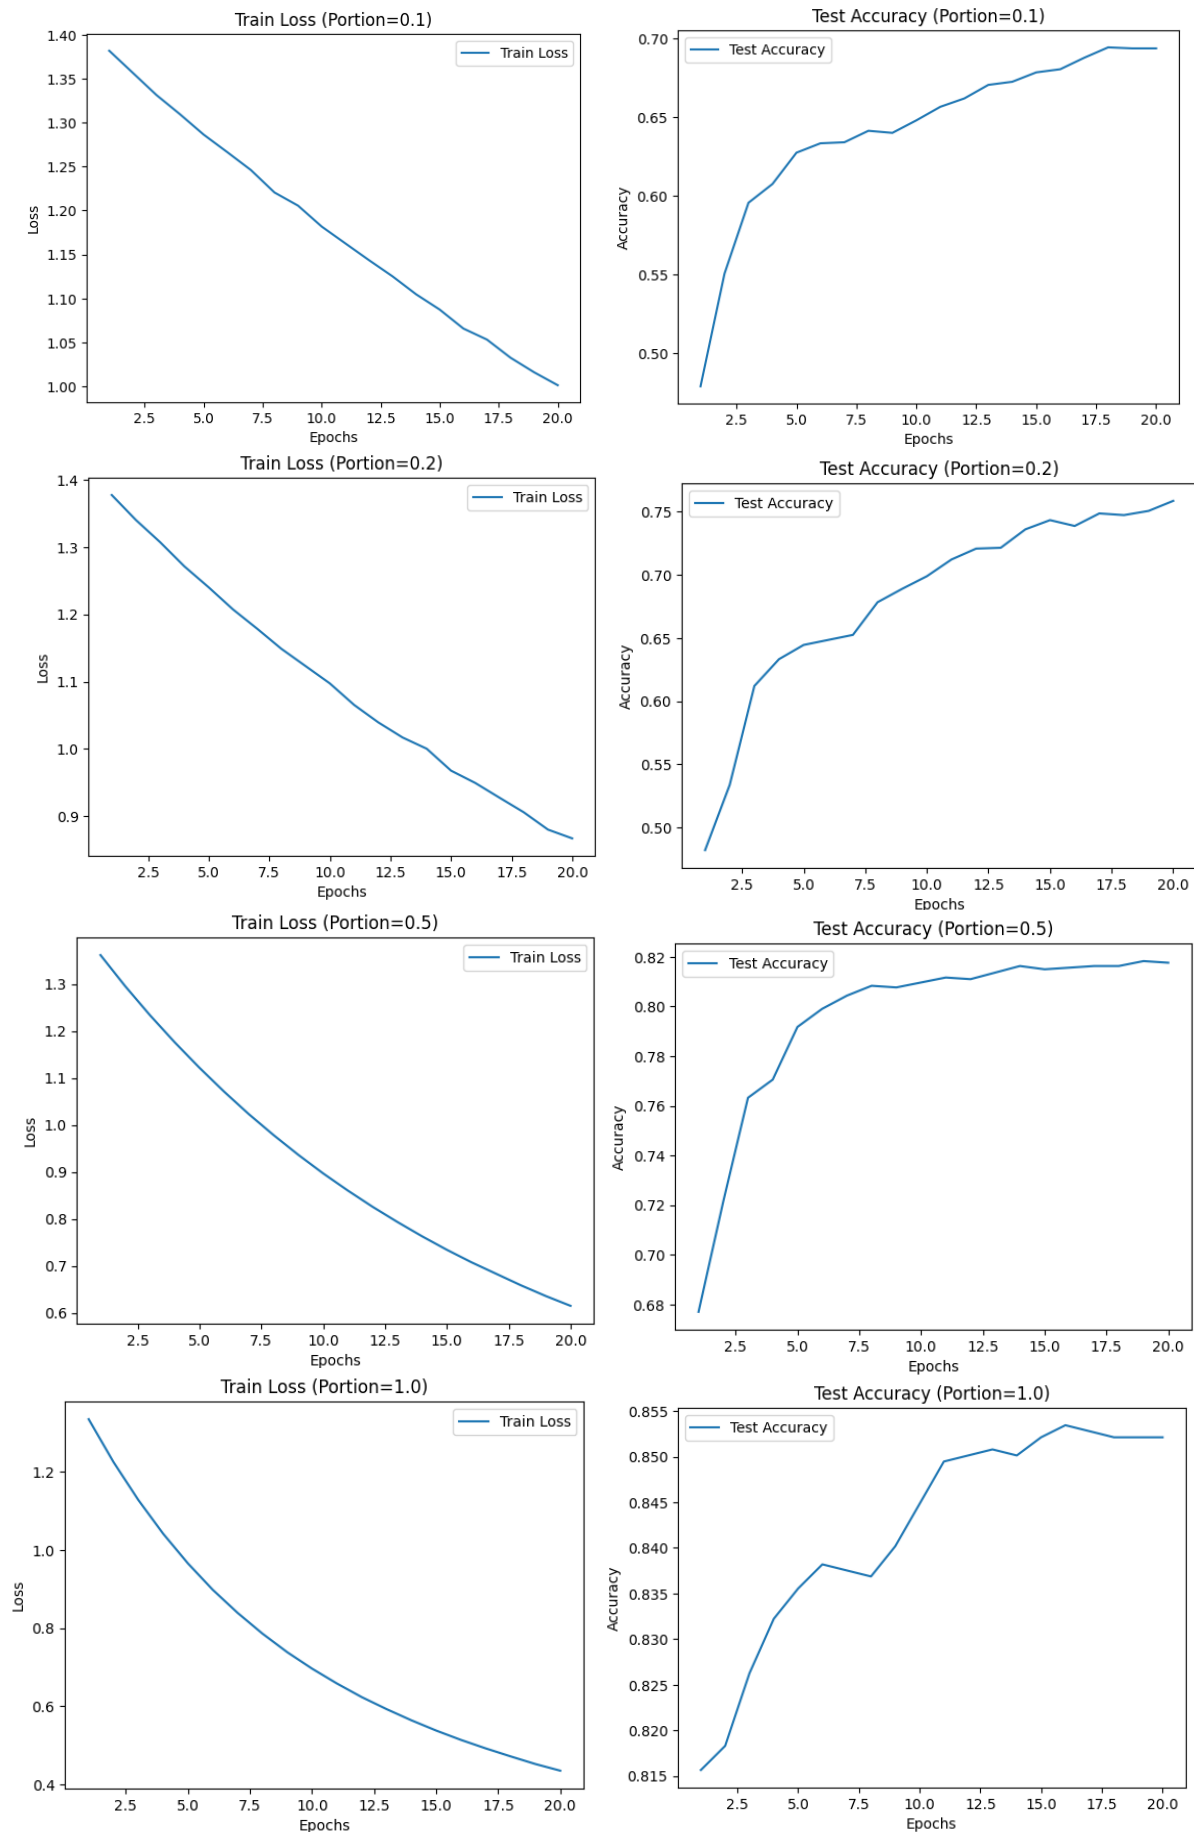 Train Loss (Portion=0.1)
Train Loss
1.40
1.35
1.30
1.25
1.20
1.15
1.10
1.05
1.00
Loss
2.5 5.0 7.5 10.0 12.5 15.0 17.5 20.0
Epochs
Test Accuracy (Portion=0.1)
Test Accuracy
0.70
0.65
0.60
0.55
0.50
Accuracy
2.5 5.0 7.5 10.0 12.5 15.0 17.5 20.0
Epochs
Train Loss (Portion=0.2)
Train Loss
1.4
1.3
1.2
1.1
1.0
0.9
Loss
2.5 5.0 7.5 10.0 12.5 15.0 17.5 20.0
Epochs
Test Accuracy (Portion=0.2)
Test Accuracy
0.75
0.70
0.65
0.60
0.55
0.50
Accuracy
2.5 5.0 7.5 10.0 12.5 15.0 17.5 20.0
Epochs
Train Loss (Portion=0.5)
Train Loss
1.3
1.2
1.1
1.0
0.9
0.8
0.7
0.6
Loss
2.5 5.0 7.5 10.0 12.5 15.0 17.5 20.0
Epochs
Test Accuracy (Portion=0.5)
Test Accuracy
0.82
0.80
0.78
0.76
0.74
0.72
0.70
0.68
Accuracy
2.5 5.0 7.5 10.0 12.5 15.0 17.5 20.0
Epochs
Train Loss (Portion=1.0)
Train Loss
1.2
1.0
0.8
0.6
0.4
Loss
2.5 5.0 7.5 10.0 12.5 15.0 17.5 20.0
Epochs
Test Accuracy (Portion=1.0)
Test Accuracy
0.855
0.850
0.845
0.840
0.835
0.830
0.825
0.820
0.815
Accuracy
2.5 5.0 7.5 10.0 12.5 15.0 17.5 20.0
Epochs